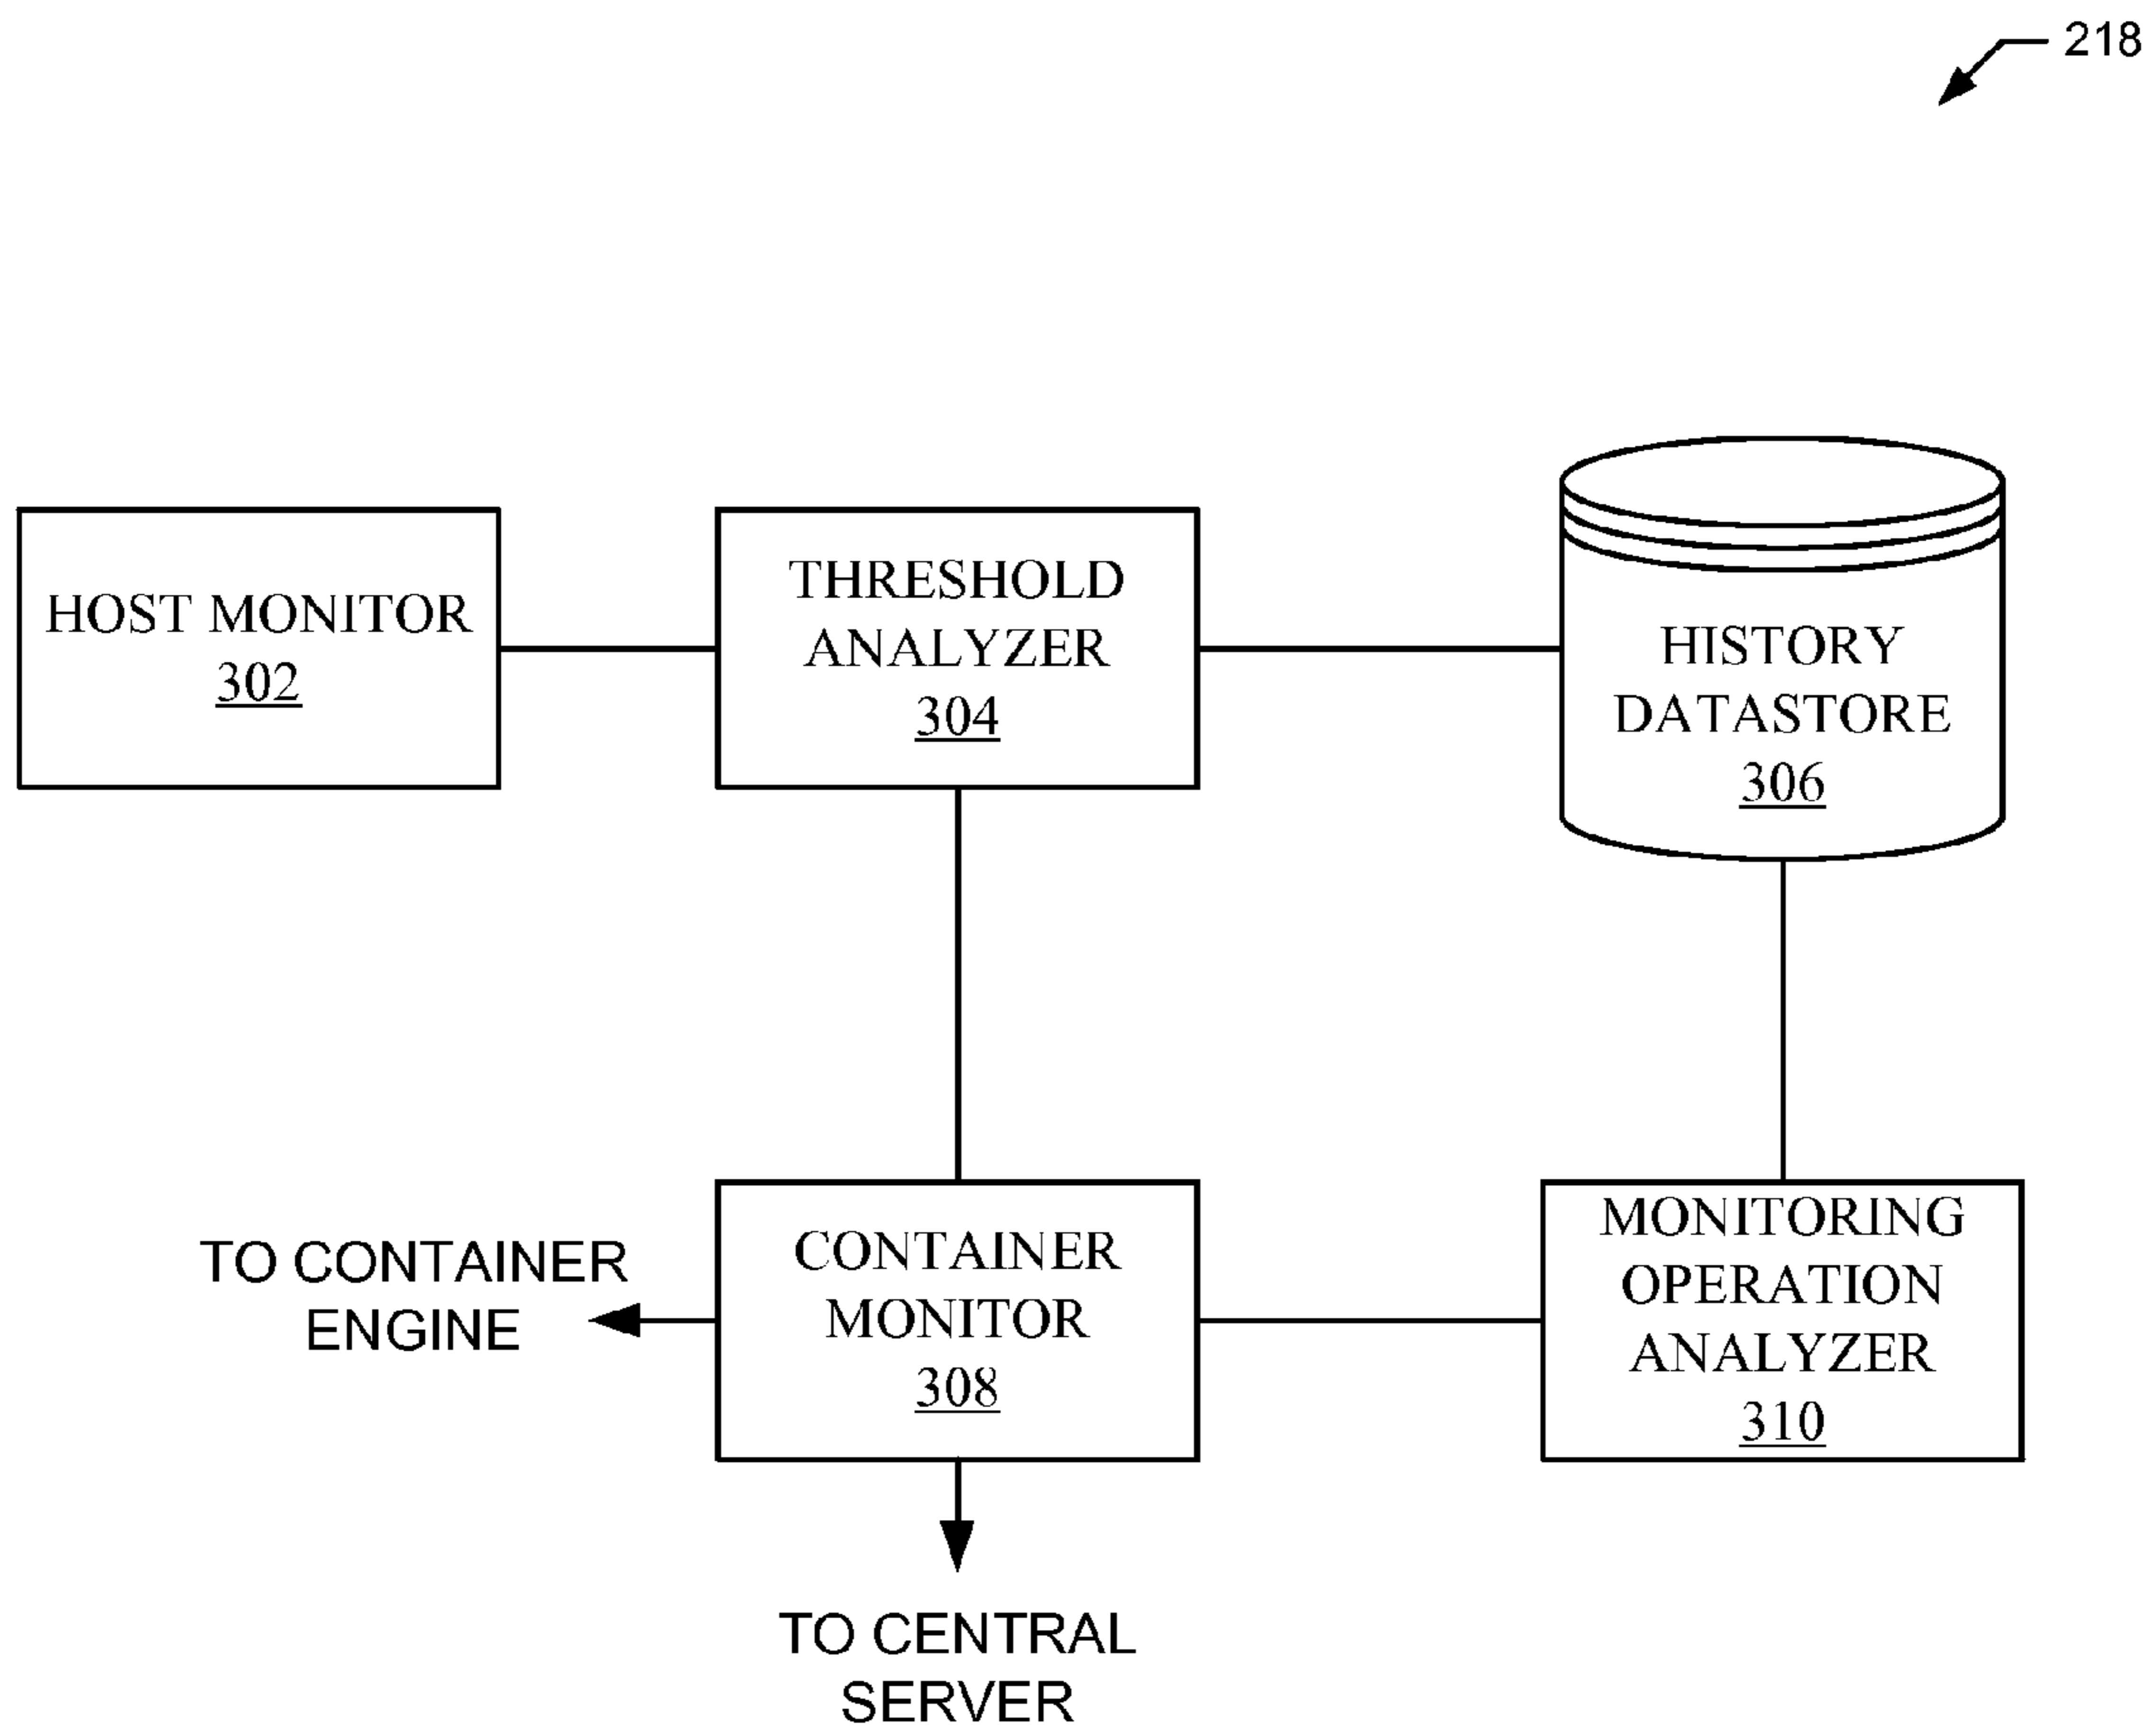 218
HOST MONITOR
302
THRESHOLD
ANALYZER
304
HISTORY
DATASTORE
306
TO CONTAINER
ENGINE
CONTAINER
MONITOR
308
MONITORING
OPERATION
ANALYZER
310
TO CENTRAL
SERVER